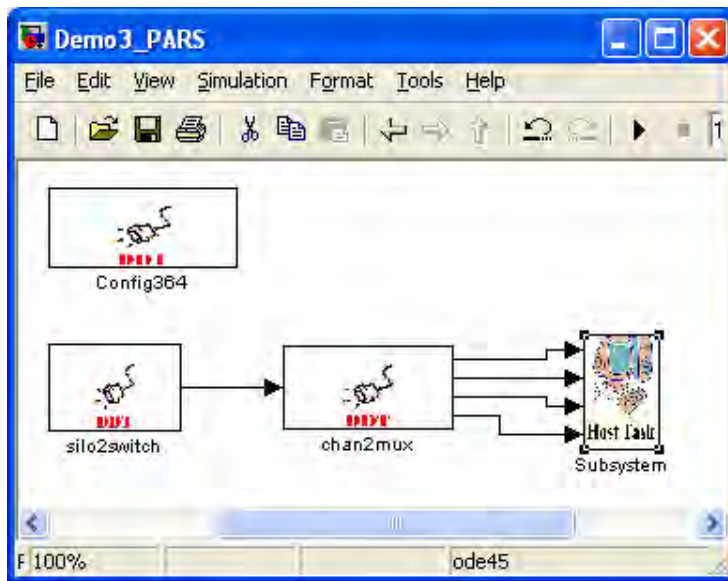 Demo3_PARS
File Edit View Simulation Format Tools Help
Config364
silo2switch
chan2mux
Host Task
Subsystem
F 100%
ode45